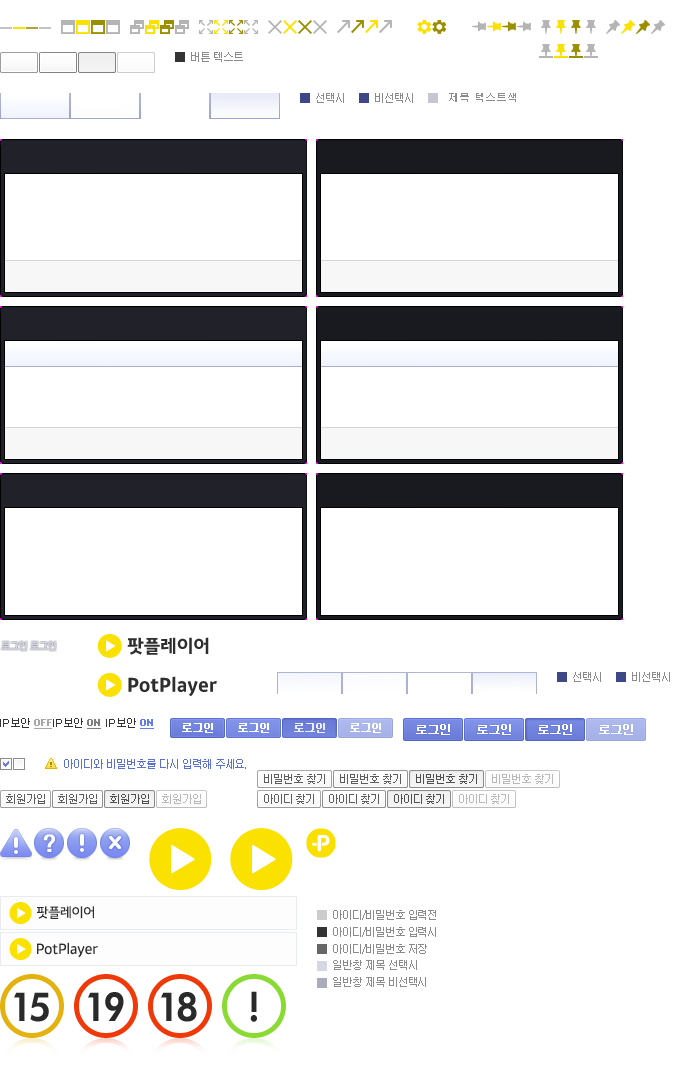 버튼 텍스트
선택시 비선택시 제목 텍스트색
로그인 로그인 팟플레이어
PotPlayer 선택시 비선택시
IP보안 OFF IP보안 ON IP보안 ON 로그인 로그인 로그인 로그인 로그인 로그인 로그인 로그인
아이디와 비밀번호를 다시 입력해 주세요.
비밀번호 찾기 비밀번호 찾기 비밀번호 찾기 비밀번호 찾기
회원가입 회원가입 회원가입 회원가입 아이디 찾기 아이디 찾기 아이디 찾기 아이디 찾기
! ? ! -P
팟플레이어
PotPlayer
아이디/비밀번호 입력전
아이디/비밀번호 입력시
아이디/비밀번호 저장
일반창 제목 선택시
일반창 제목 비선택시
15 19 18 !